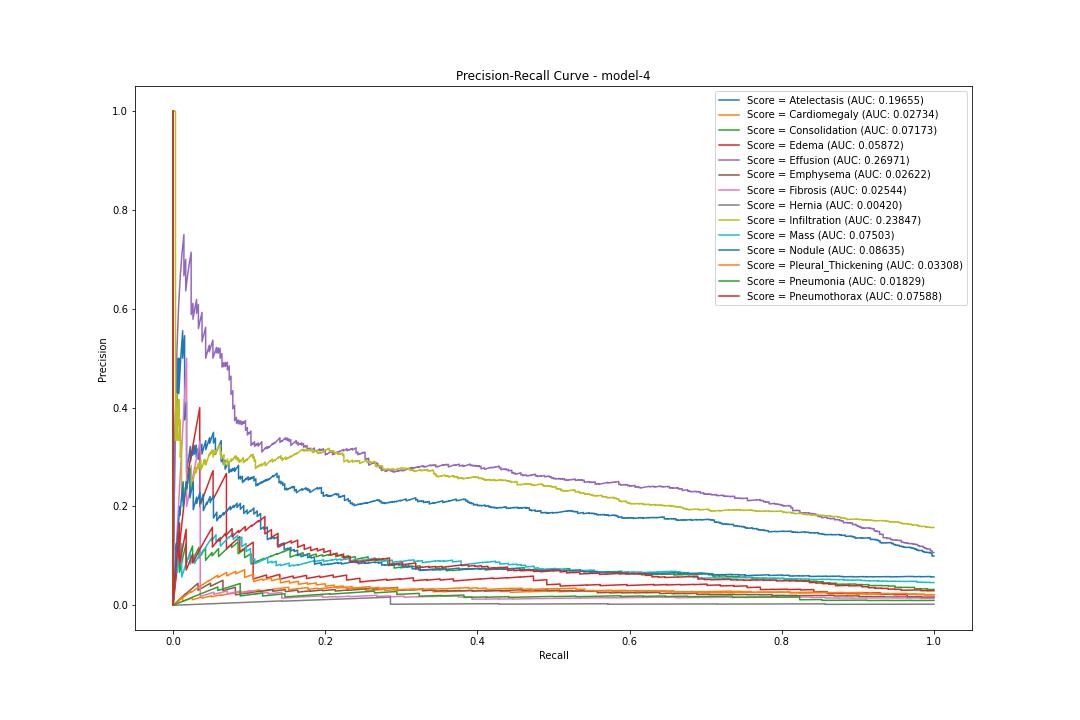 Precision-Recall Curve - model-4
Score = Atelectasis (AUC: 0.19655)
Score = Cardiomegaly (AUC: 0.02734)
Score = Consolidation (AUC: 0.07173)
Score = Edema (AUC: 0.05872)
Score = Effusion (AUC: 0.26971)
Score = Emphysema (AUC: 0.02622)
Score = Fibrosis (AUC: 0.02544)
Score = Hernia (AUC: 0.00420)
Score = Infiltration (AUC: 0.23847)
Score = Mass (AUC: 0.07503)
Score = Nodule (AUC: 0.08635)
Score = Pleural_Thickening (AUC: 0.03308)
Score = Pneumonia (AUC: 0.01829)
Score = Pneumothorax (AUC: 0.07588)
1.0
0.8
0.6
0.4
0.2
0.0
Precision
0.0 0.2 0.4 0.6 0.8 1.0
Recall